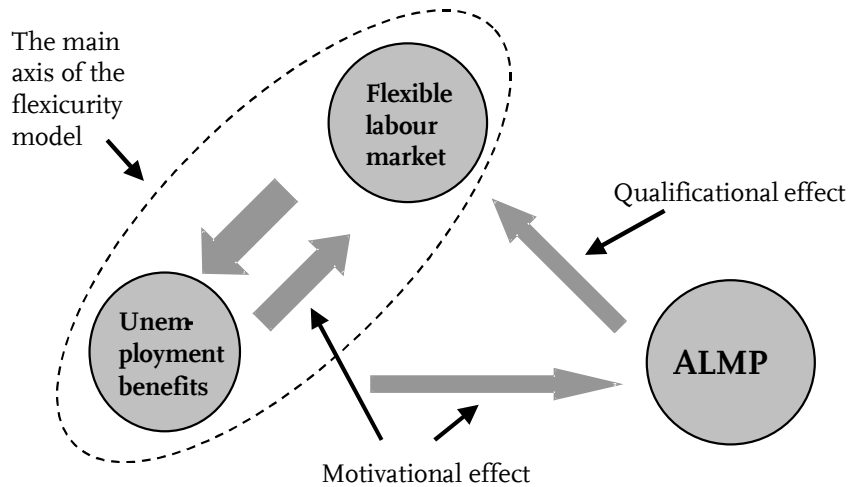 The main
axis of the
flexicurity
model
Flexible
labour
market
Qualificational effect
Unem-
ployment
benefits
ALMP
Motivational effect